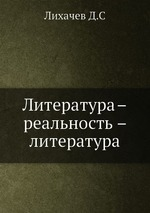 Лихачев Д.С
Литература –
реальность –
литература